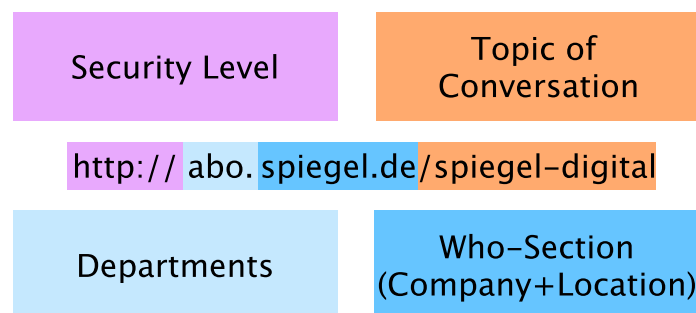 Security Level
Topic of
Conversation
http:// abo.spiegel.de/spiegel-digital
Departments
Who-Section
(Company+Location)